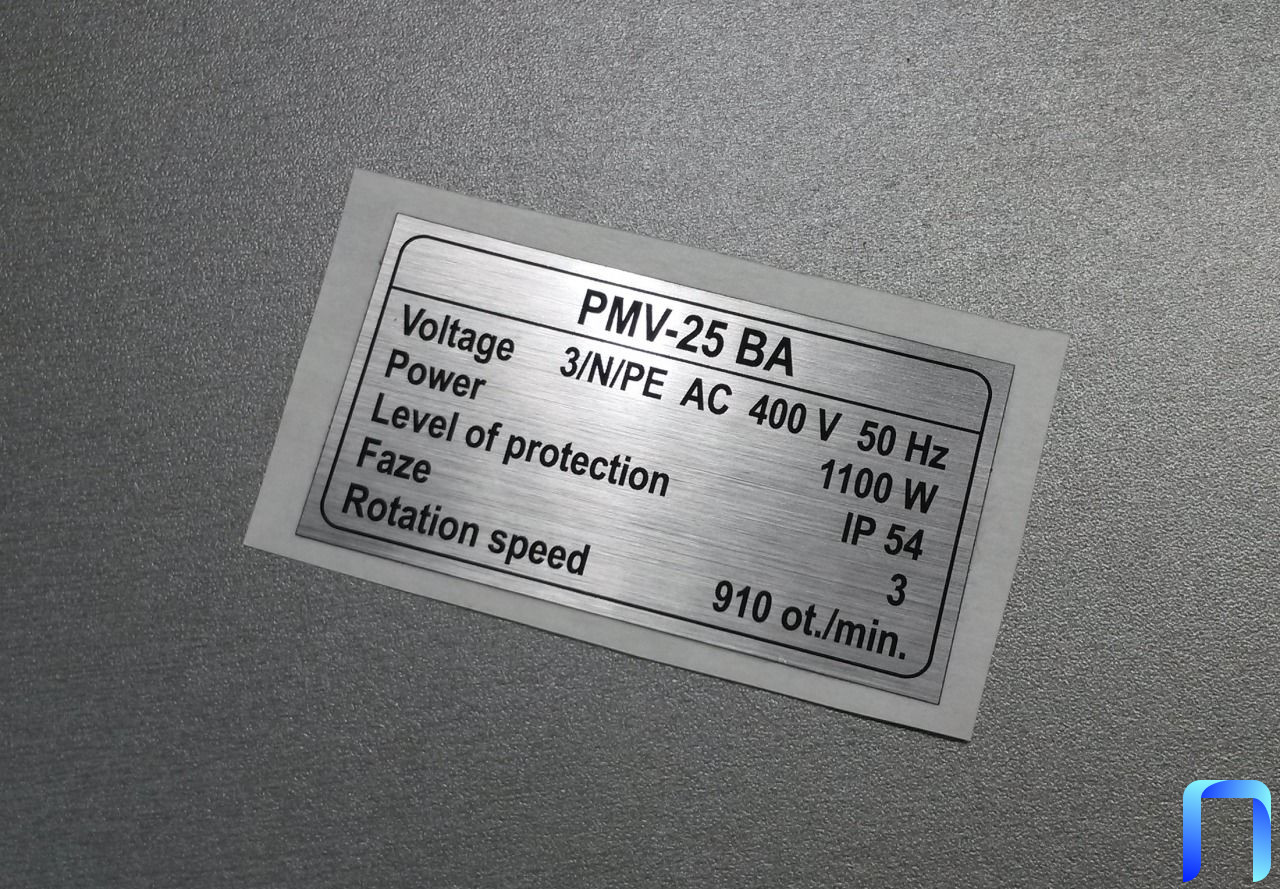 PMV-25 BA
Voltage 3/N/PE AC 400 V 50 Hz
Power 1100 W
Level of protection IP 54
Faze 3
Rotation speed 910 ot./min.